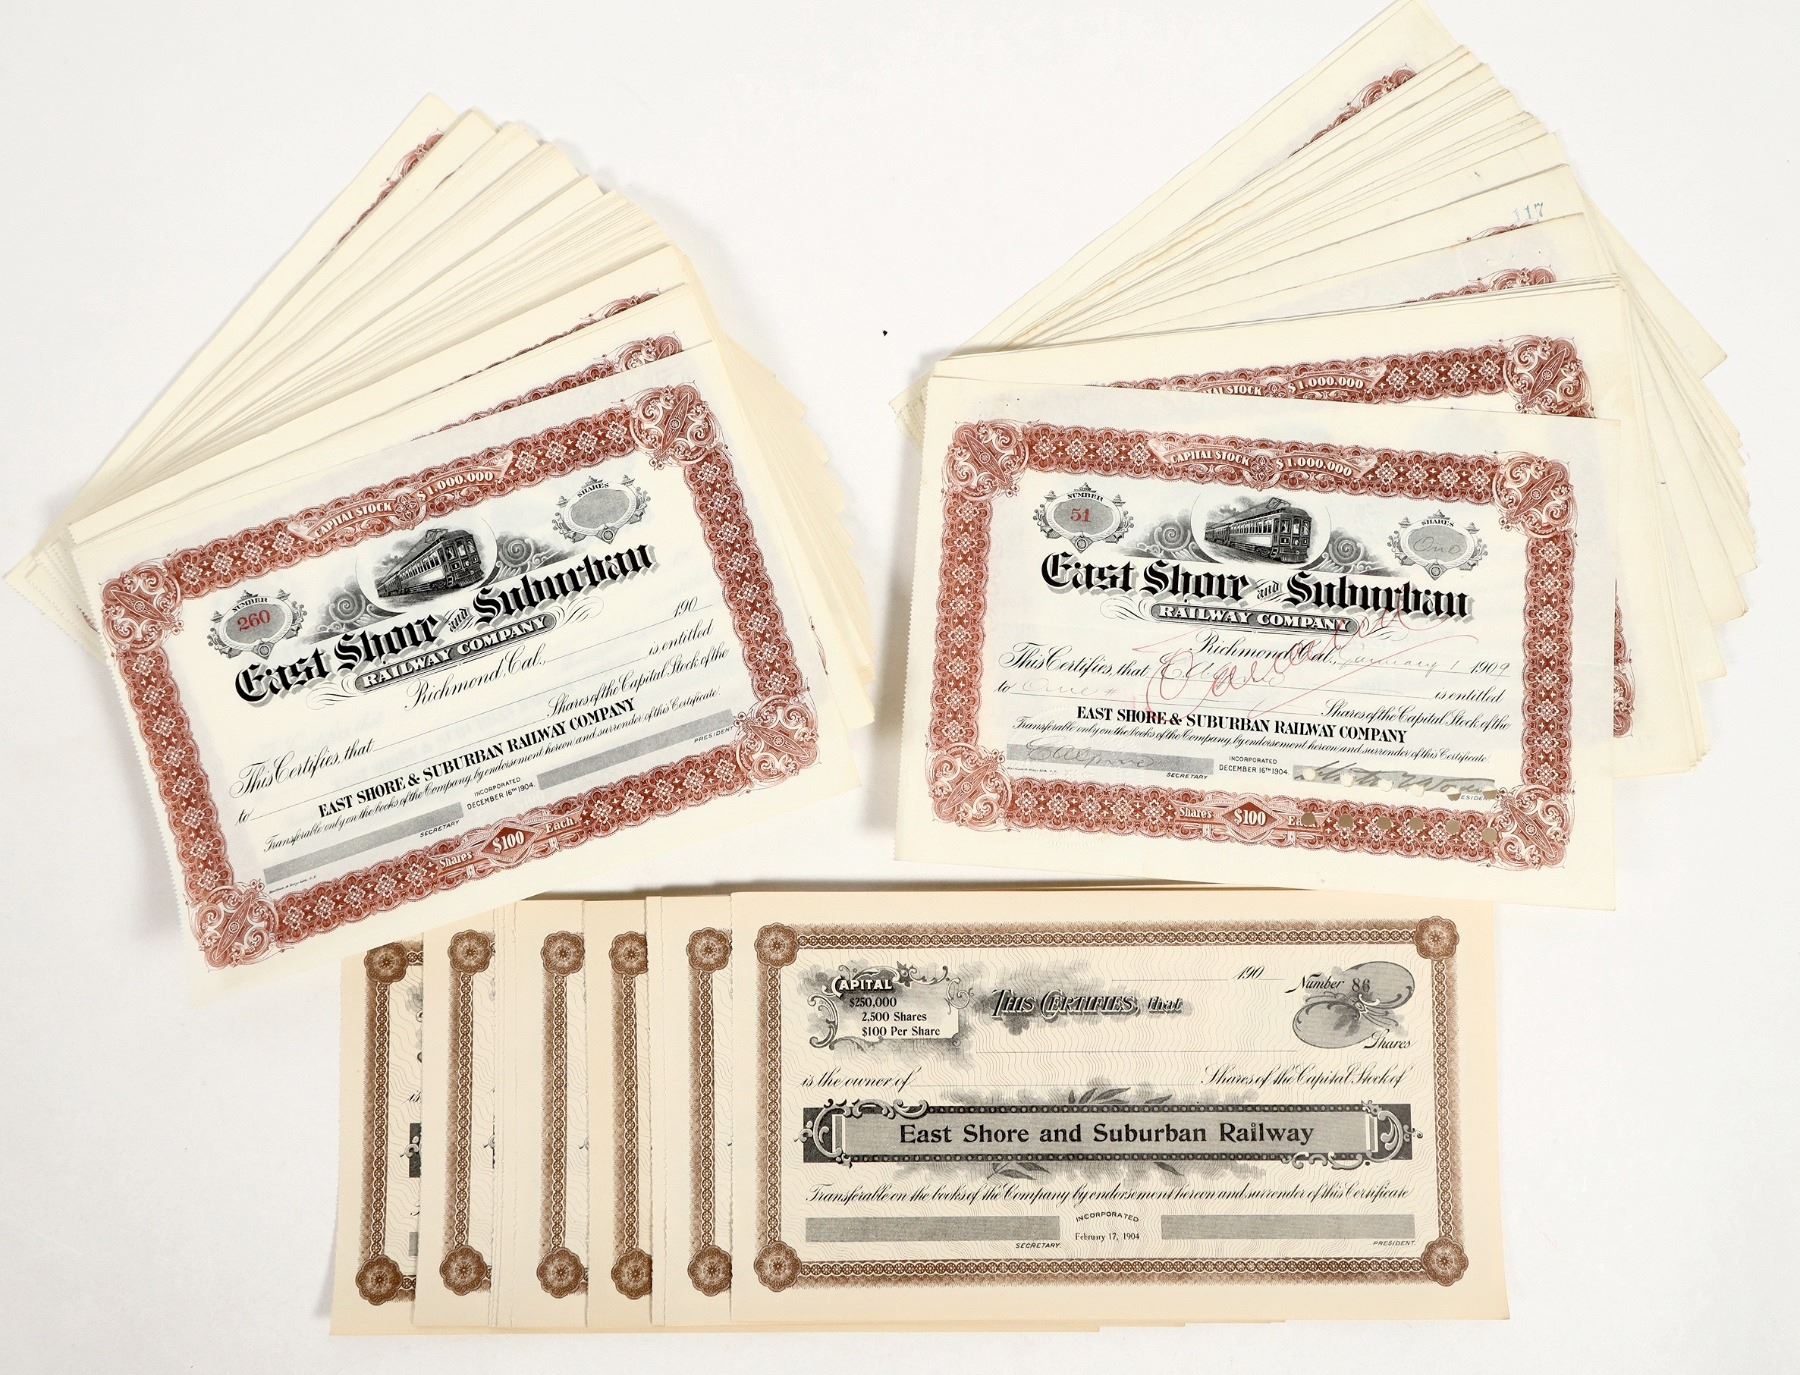 CAPITAL STOCK $1,000,000
NUMBER
260
SHARES
East Shore and Suburban
RAILWAY COMPANY
Richmond, Cal., 190
This Certifies, that is entitled
to Shares of the Capital Stock of the
EAST SHORE & SUBURBAN RAILWAY COMPANY
Transferable only on the books of the Company, by endorsement hereon and surrender of this Certificate.
INCORPORATED
DECEMBER 16TH 1904.
SECRETARY
PRESIDENT
Shares $100 Each
117
CAPITAL STOCK $1,000,000
CAPITAL STOCK $1,000,000
NUMBER
51
SHARES
One
East Shore and Suburban
RAILWAY COMPANY
Richmond, Cal., January 1 1909
This Certifies, that is entitled
to One Shares of the Capital Stock of the
EAST SHORE & SUBURBAN RAILWAY COMPANY
Transferable only on the books of the Company, by endorsement hereon and surrender of this Certificate.
INCORPORATED
DECEMBER 16TH 1904.
SECRETARY
Shares $100 Each
CAPITAL
$250,000
2,500 Shares
$100 Per Share
190
Number 86
THIS CERTIFIES, that
Shares
is the owner of Shares of the Capital Stock of
East Shore and Suburban Railway
Transferable on the books of the Company by endorsement hereon and surrender of this Certificate
INCORPORATED
February 17, 1904
SECRETARY.
PRESIDENT.